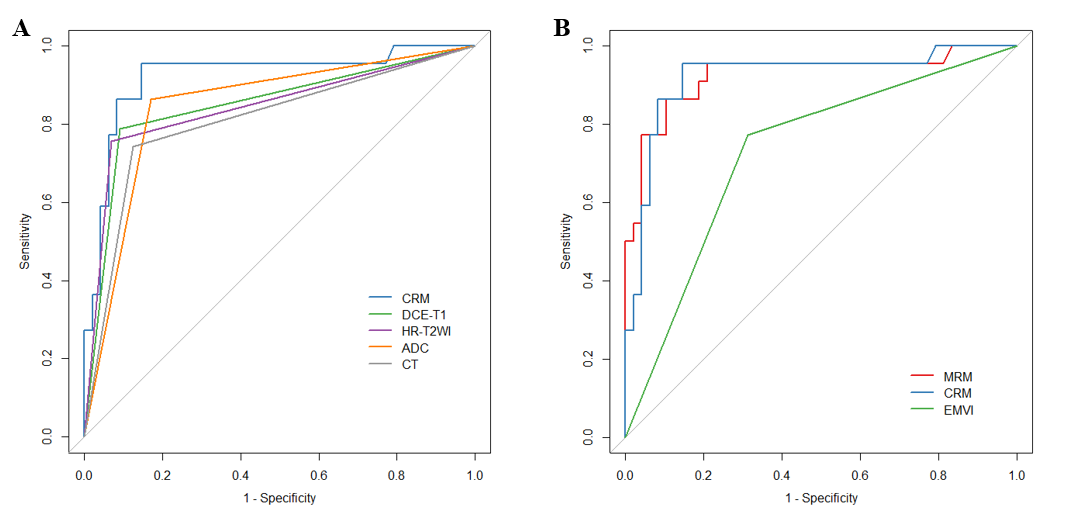 A
1.0
0.8
0.6
0.4
0.2
0.0
Sensitivity
CRM
DCE-T1
HR-T2WI
ADC
CT
0.0 0.2 0.4 0.6 0.8 1.0
1 - Specificity
B
1.0
0.8
0.6
0.4
0.2
0.0
Sensitivity
MRM
CRM
EMVI
0.0 0.2 0.4 0.6 0.8 1.0
1 - Specificity